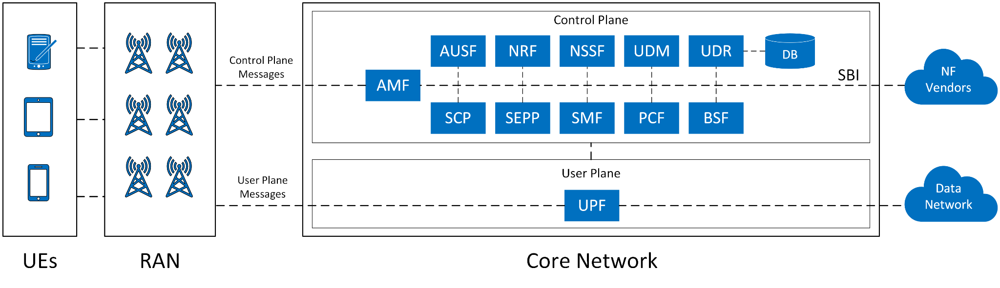 Control Plane
AUSF
NRF
NSSF
UDM
UDR
DB
Control Plane
Messages
AMF
SBI
NF
Vendors
SCP
SEPP
SMF
PCF
BSF
User Plane
User Plane
Messages
UPF
Data
Network
UEs
RAN
Core Network